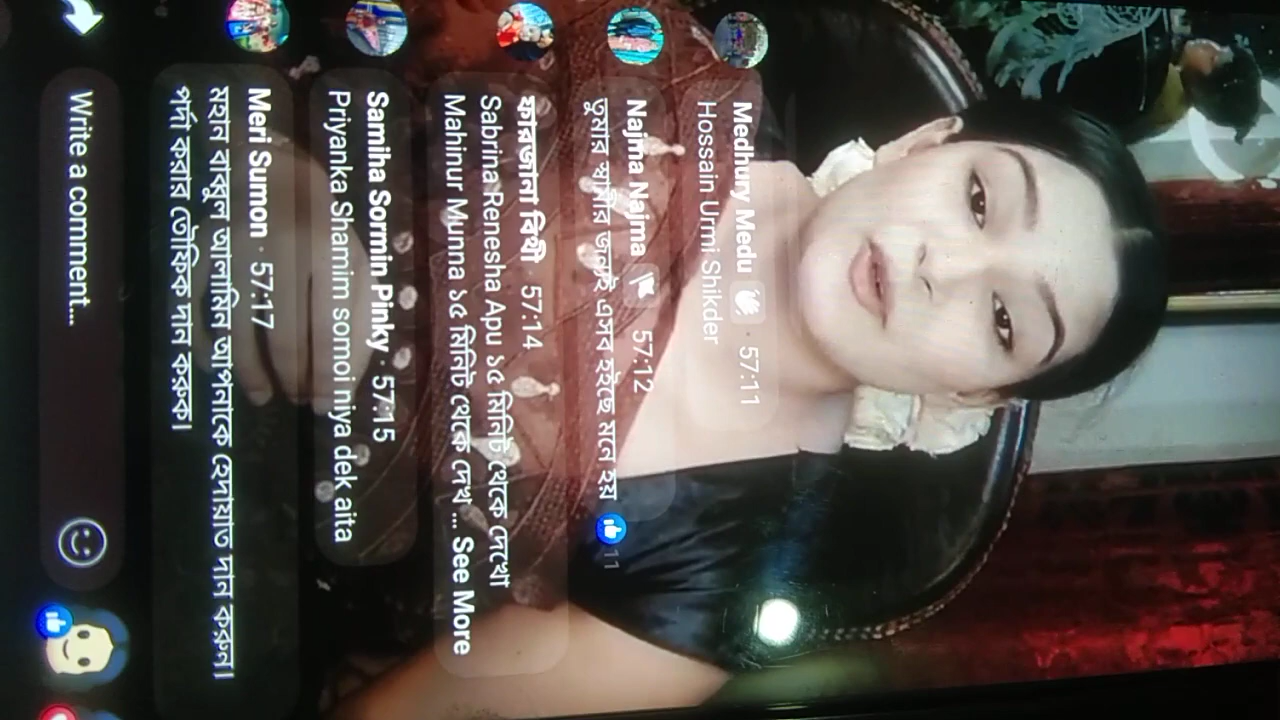 Medhury Medu · 57:11
Hossain Urmi Shikder
Najma Najma · 57:12
তুমার স্বামীর জন্যই এসব হইছে মনে হয়
11
ফারজানা বিথী 57:14
Sabrina Renesha Apu ১৫ মিনিট থেকে দেখো
Mahinur Munna ১৫ মিনিট থেকে দেখ... See More
Samiha Sormin Pinky · 57:15
Priyanka Shamim somoi niya dek aita
Meri Sumon · 57:17
মহান রাব্বুল আলামিন আপনাকে হেদায়াত দান করুন।
পর্দা করার তৌফিক দান করুক।
Write a comment...